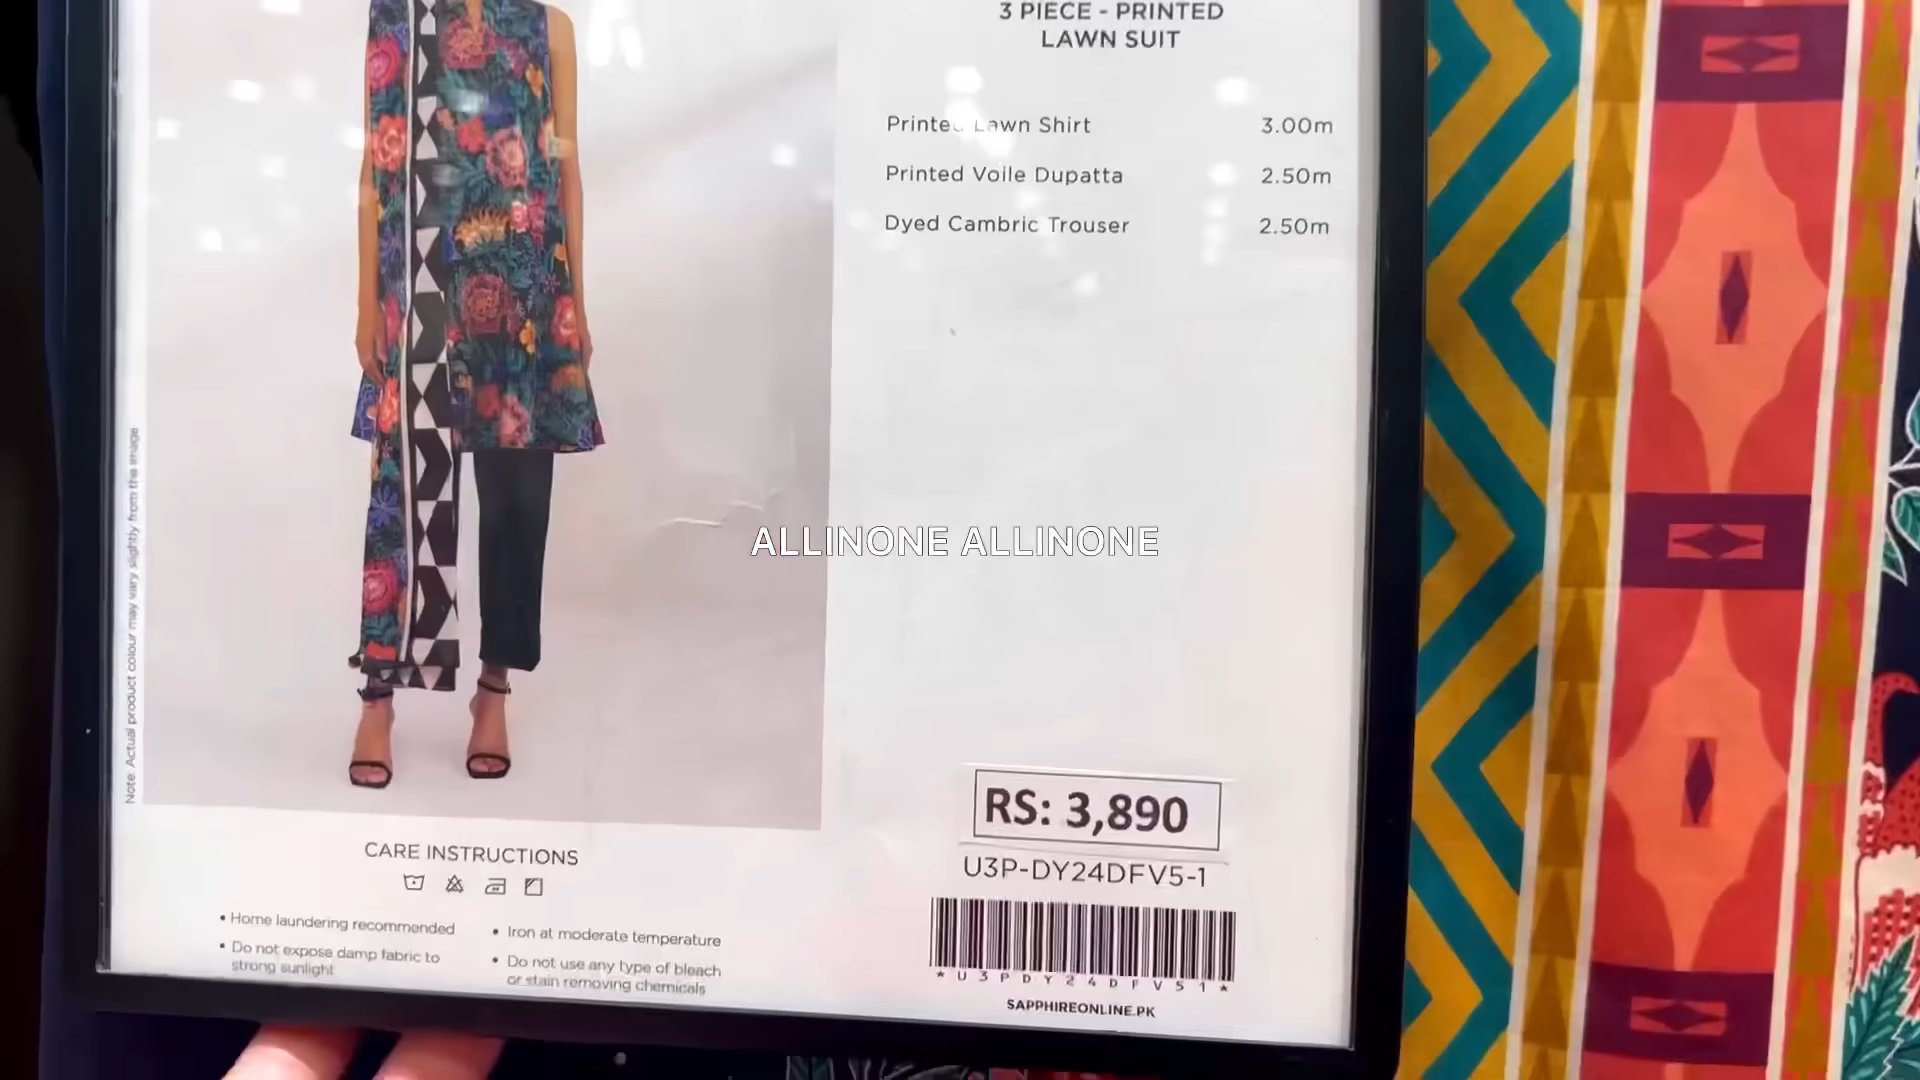 3 PIECE - PRINTED
LAWN SUIT
Printed Lawn Shirt 3.00m
Printed Voile Dupatta 2.50m
Dyed Cambric Trouser 2.50m
Note: Actual product colour may vary slightly from the image
ALLINONE ALLINONE
RS: 3,890
U3P-DY24DFV5-1
*U3PDY24DFV51*
SAPPHIREONLINE.PK
CARE INSTRUCTIONS
• Home laundering recommended
• Do not expose damp fabric to
strong sunlight
• Iron at moderate temperature
• Do not use any type of bleach
or stain removing chemicals